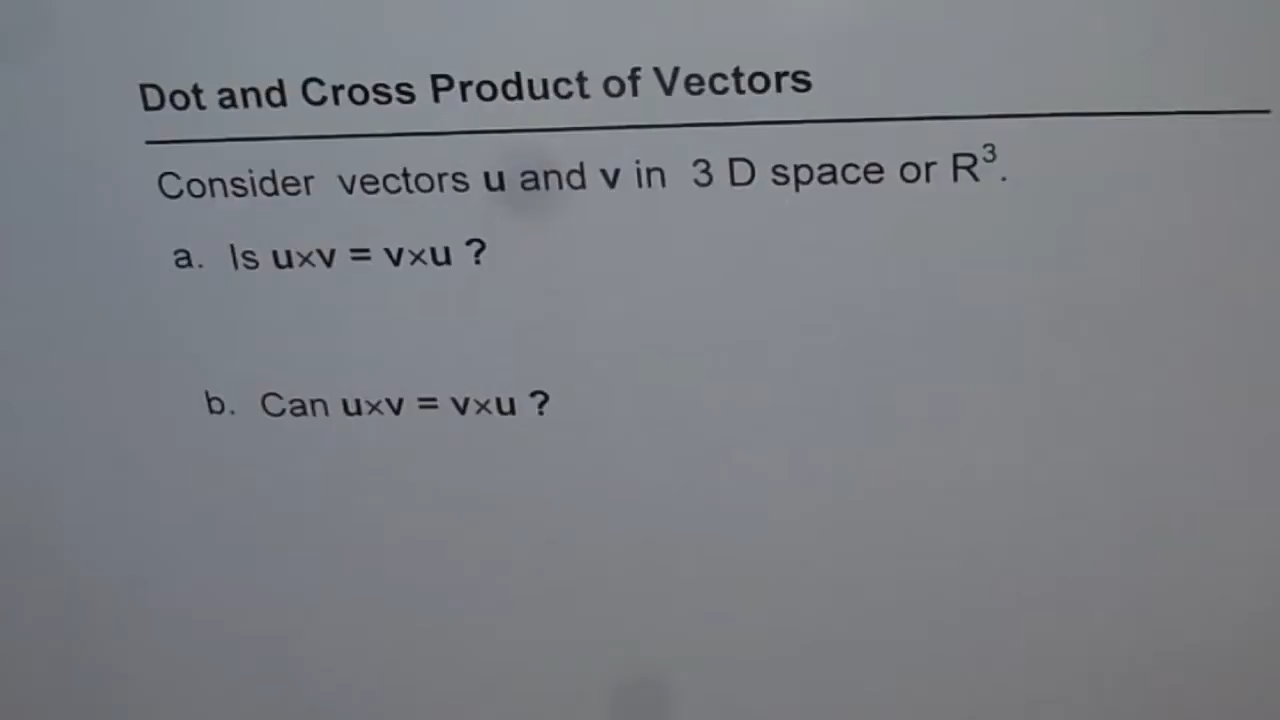 Dot and Cross Product of Vectors
Consider vectors u and v in 3 D space or R³.
a. Is u×v = v×u ?
b. Can u×v = v×u ?